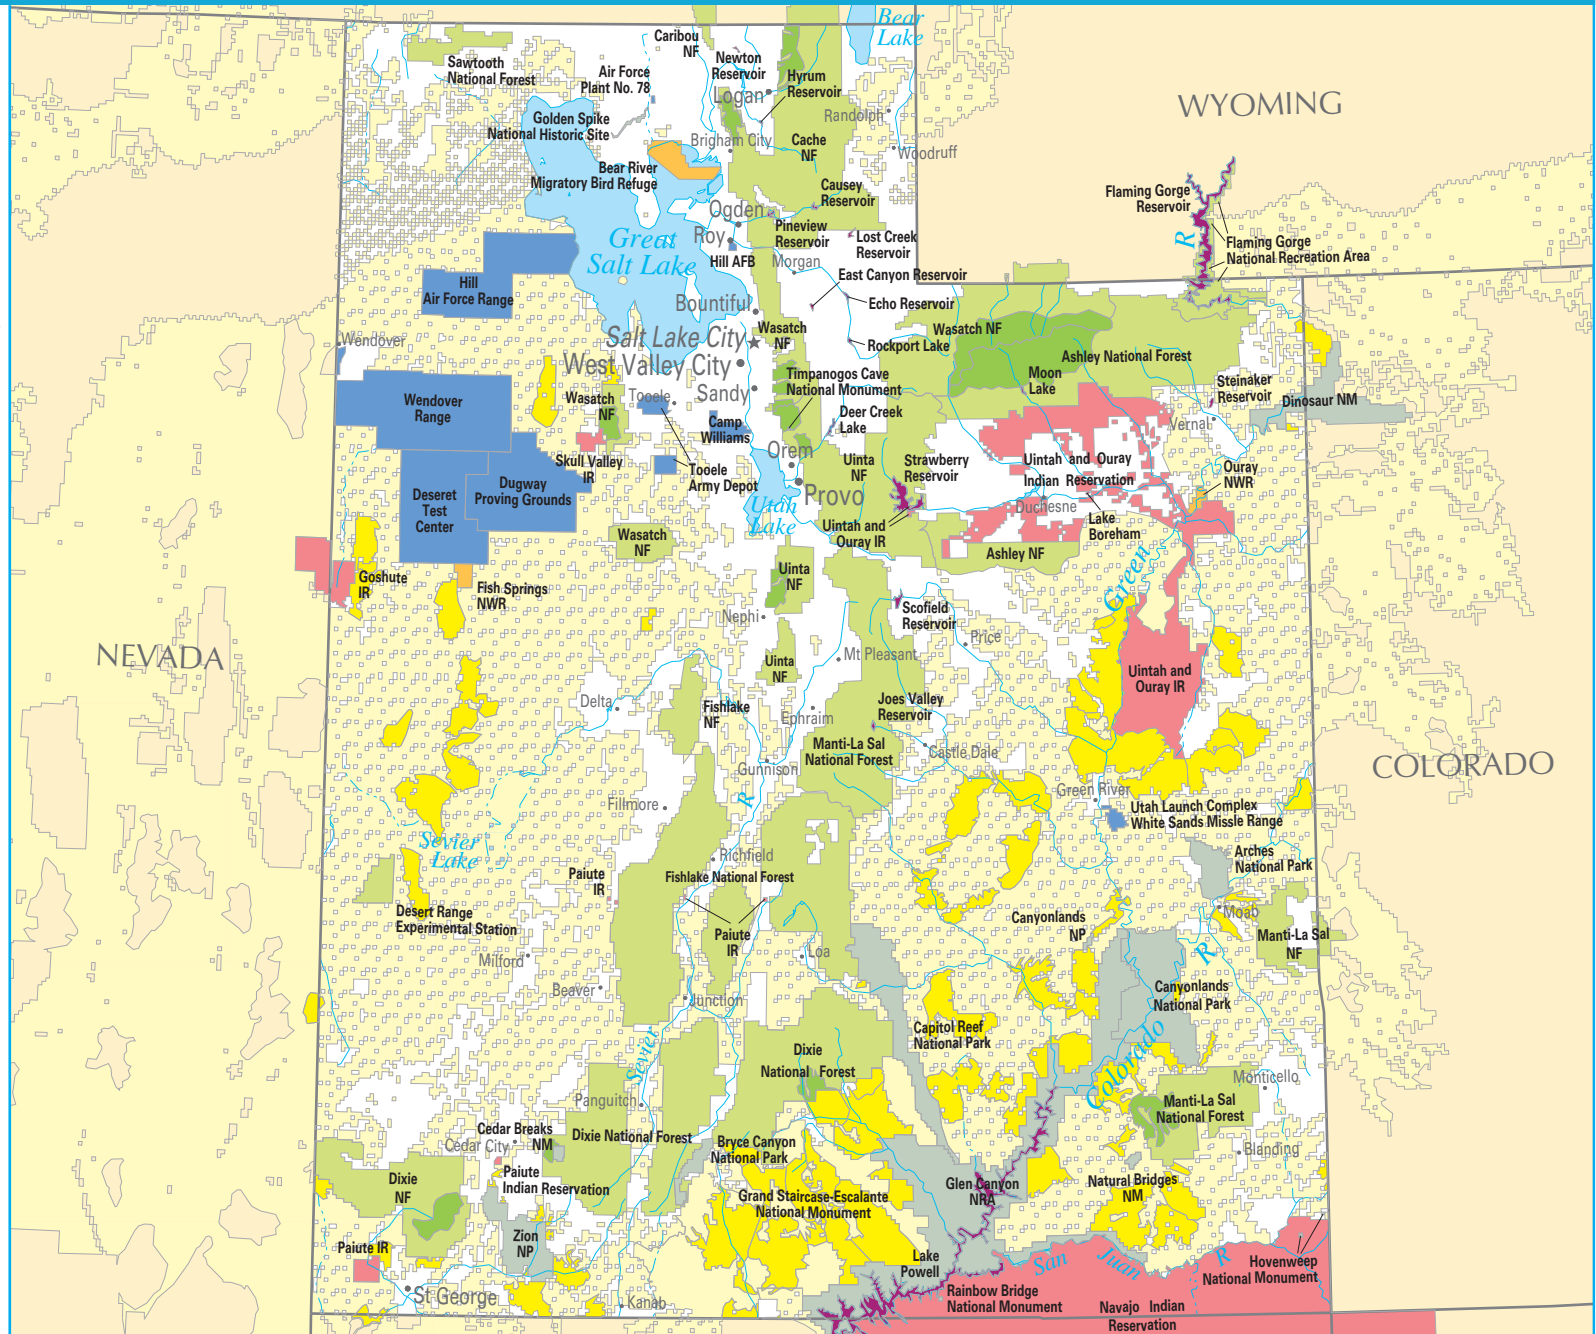 Bear
Lake
Caribou
NF
Sawtooth
National Forest
Newton
Reservoir
Air Force
Plant No. 78
Hyrum
Reservoir
Logan
WYOMING
Golden Spike
National Historic Site
Randolph
Brigham City
Cache
NF
Woodruff
Bear River
Migratory Bird Refuge
Causey
Reservoir
Flaming Gorge
Reservoir
Ogden
Pineview
Reservoir
Roy
Great
Salt Lake
Lost Creek
Reservoir
R
Flaming Gorge
National Recreation Area
Hill AFB
Morgan
East Canyon Reservoir
Hill
Air Force Range
Bountiful
Echo Reservoir
Wasatch
NF
Wasatch NF
Salt Lake City
Wendover
Rockport Lake
West Valley City
Ashley National Forest
Timpanogos Cave
National Monument
Moon
Lake
Sandy
Steinaker
Reservoir
Wendover
Range
Wasatch
NF
Tooele
Dinosaur NM
Deer Creek
Lake
Camp
Williams
Vernal
Orem
Skull Valley
IR
Uinta
NF
Strawberry
Reservoir
Uintah and Ouray
Indian Reservation
Ouray
NWR
Tooele
Army Depot
Dugway
Proving Grounds
Deseret
Test
Center
Provo
Utah
Lake
Duchesne
Uintah and
Ouray IR
Lake
Boreham
Wasatch
NF
Ashley NF
Green
Goshute
IR
Uinta
NF
Fish Springs
NWR
Scofield
Reservoir
Nephi
Price
NEVADA
Mt Pleasant
Uinta
NF
Uintah and
Ouray IR
Delta
Fishlake
NF
Joes Valley
Reservoir
Ephraim
Manti-La Sal
National Forest
Castle Dale
Gunnison
COLORADO
Green River
R
Fillmore
Utah Launch Complex
White Sands Missle Range
Sevier
Lake
Richfield
Arches
National Park
Paiute
IR
Fishlake National Forest
Desert Range
Experimental Station
Canyonlands
NP
Moab
Paiute
IR
Manti-La Sal
NF
Loa
Milford
R
Beaver
Junction
Canyonlands
National Park
Capitol Reef
National Park
Sevier
Dixie
National Forest
Colorado
Monticello
Panguitch
Manti-La Sal
National Forest
Cedar Breaks
NM
Cedar City
Dixie National Forest
Bryce Canyon
National Park
Blanding
Paiute
Indian Reservation
Dixie
NF
Glen Canyon
NRA
Natural Bridges
NM
Grand Staircase-Escalante
National Monument
Zion
NP
Paiute IR
Lake
Powell
San Juan R
Hovenweep
National Monument
St George
Kanab
Rainbow Bridge
National Monument
Navajo Indian
Reservation